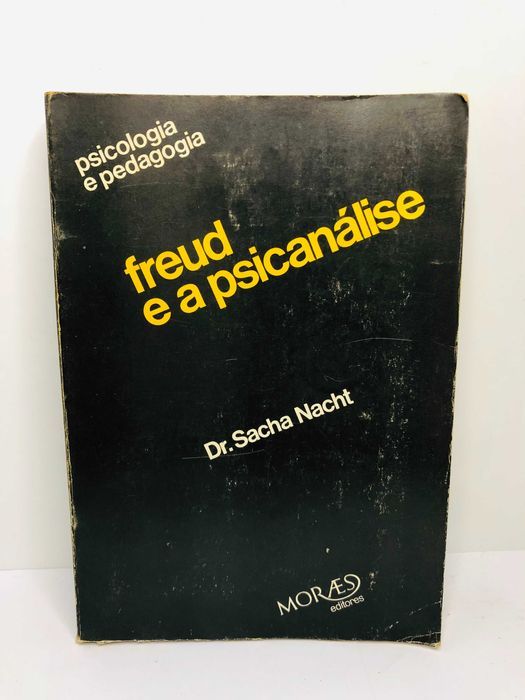 psicologia
e pedagogia
freud
e a psicanálise
Dr. Sacha Nacht
MORÆS
editores